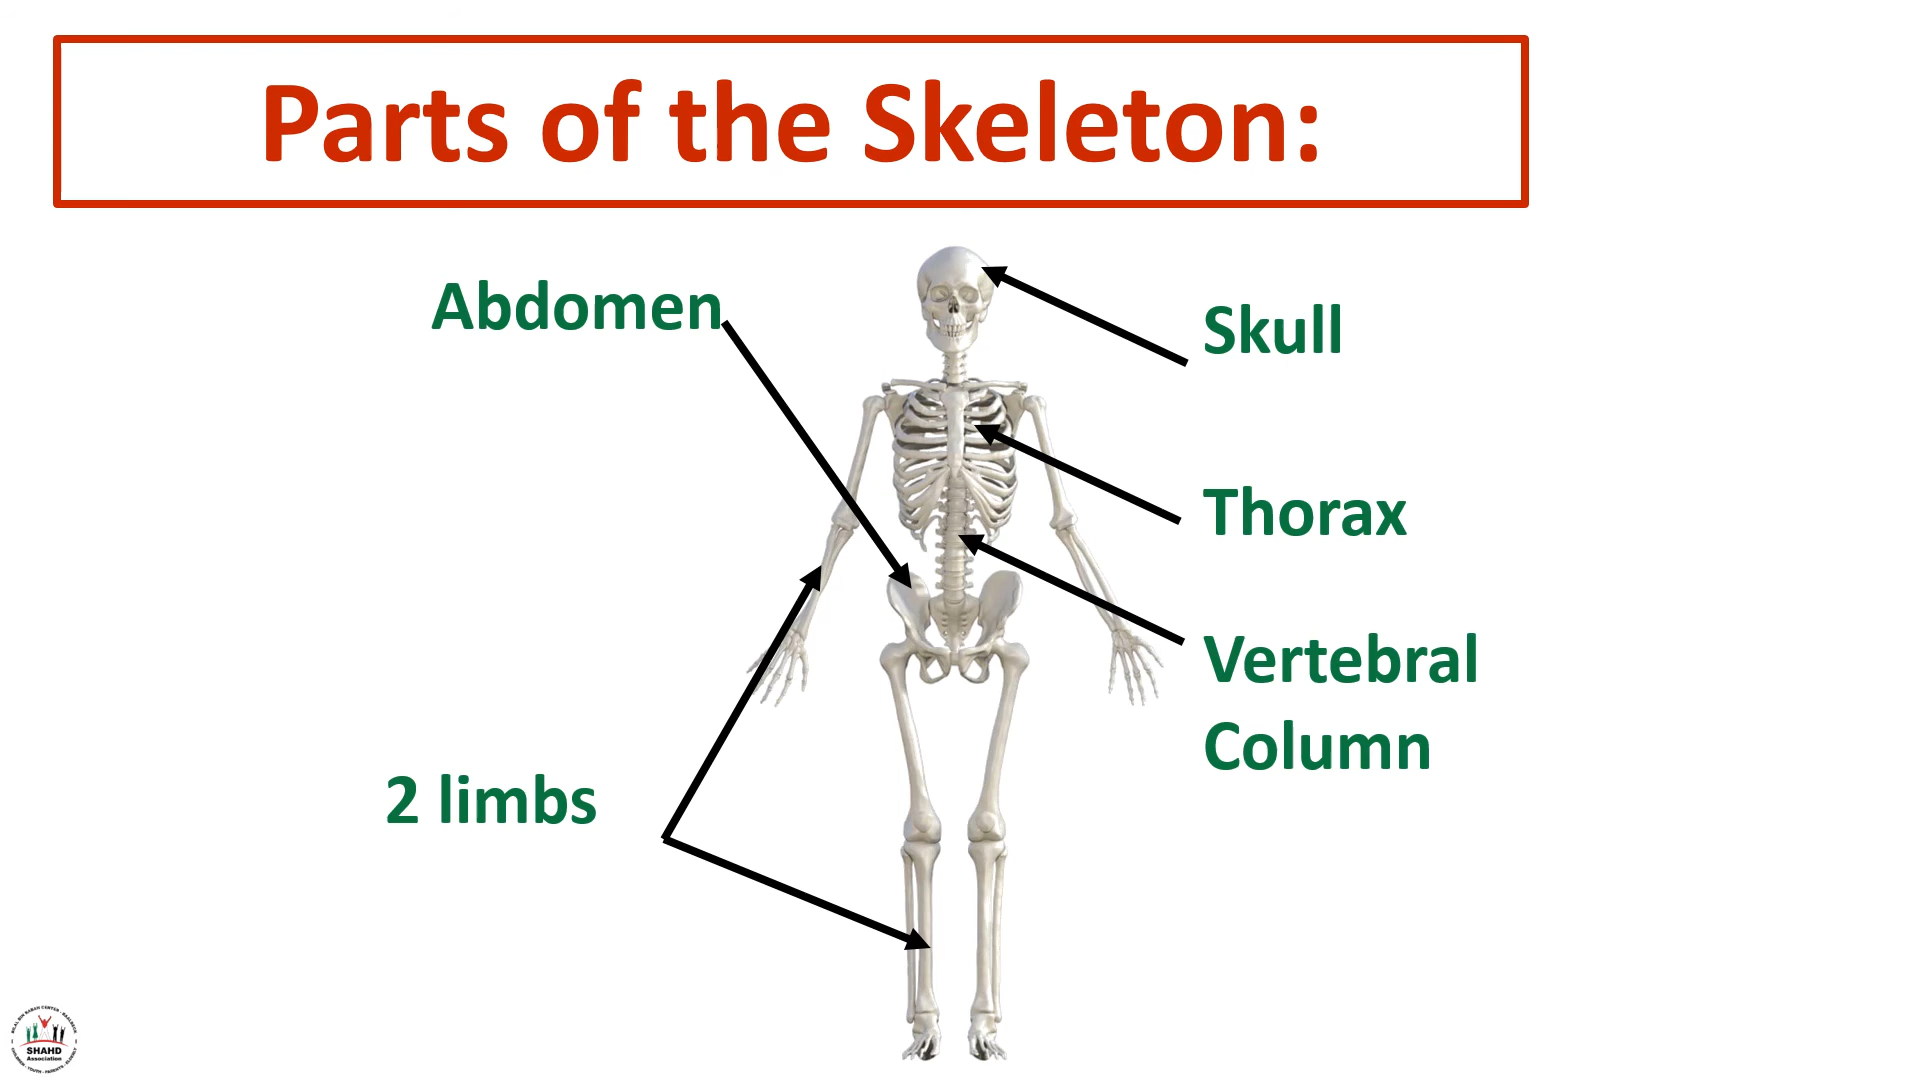 Parts of the Skeleton:
Abdomen
Skull
Thorax
Vertebral
Column
2 limbs
SHAHD
Association